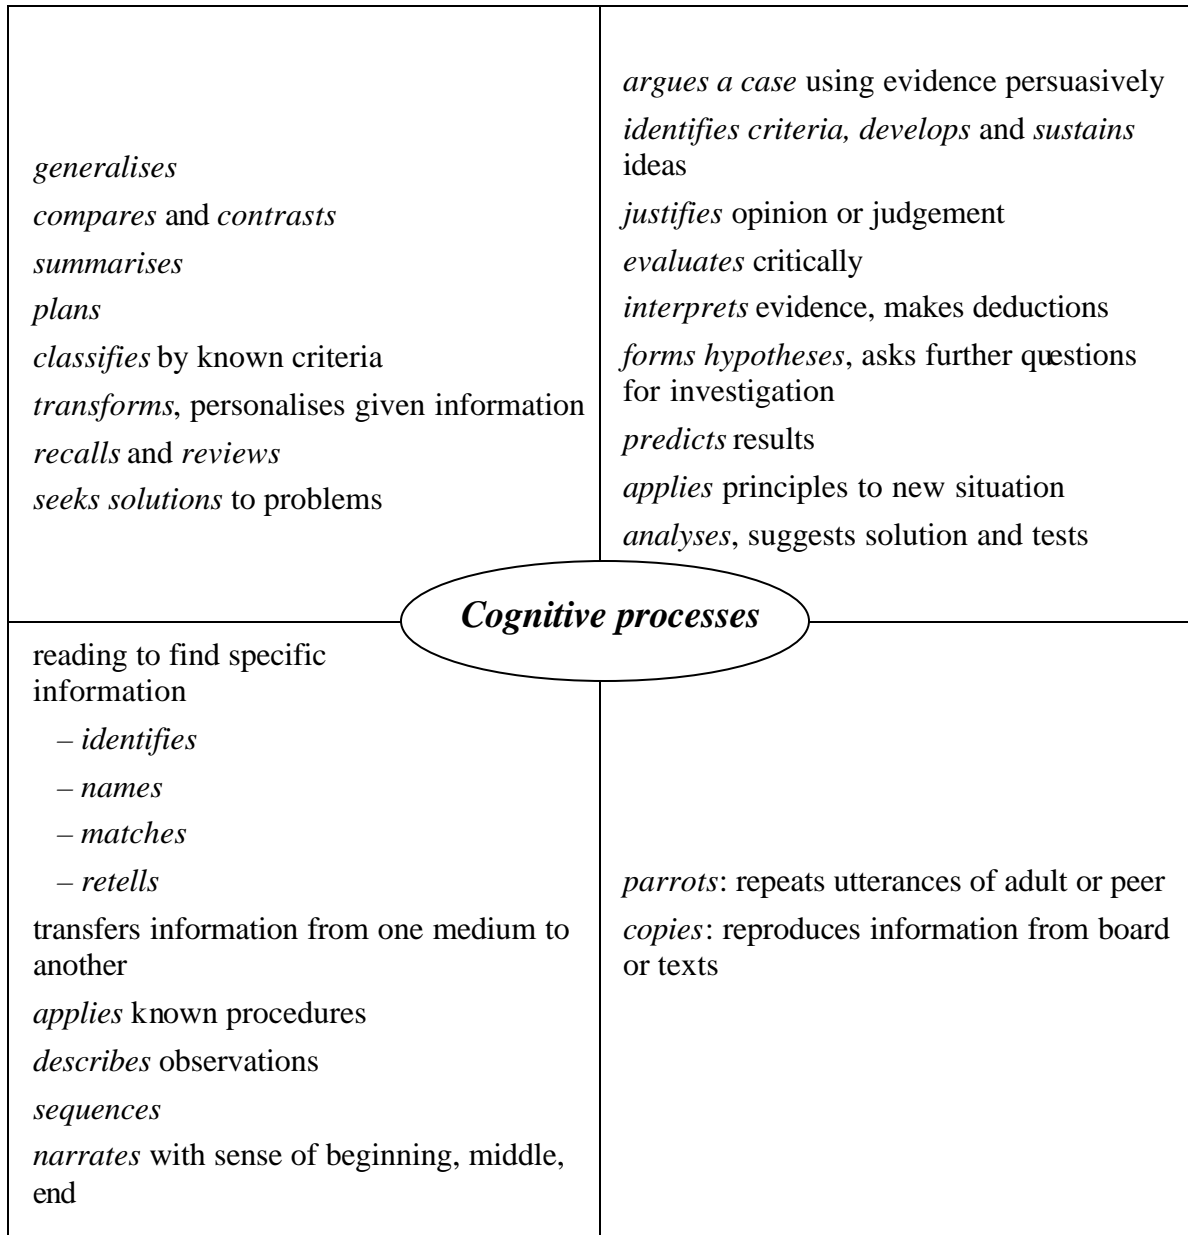 generalises
compares and contrasts
summarises
plans
classifies by known criteria
transforms, personalises given information
recalls and reviews
seeks solutions to problems
argues a case using evidence persuasively
identifies criteria, develops and sustains
ideas
justifies opinion or judgement
evaluates critically
interprets evidence, makes deductions
forms hypotheses, asks further questions
for investigation
predicts results
applies principles to new situation
analyses, suggests solution and tests
Cognitive processes
reading to find specific
information
– identifies
– names
– matches
– retells
transfers information from one medium to
another
applies known procedures
describes observations
sequences
narrates with sense of beginning, middle,
end
parrots: repeats utterances of adult or peer
copies: reproduces information from board
or texts